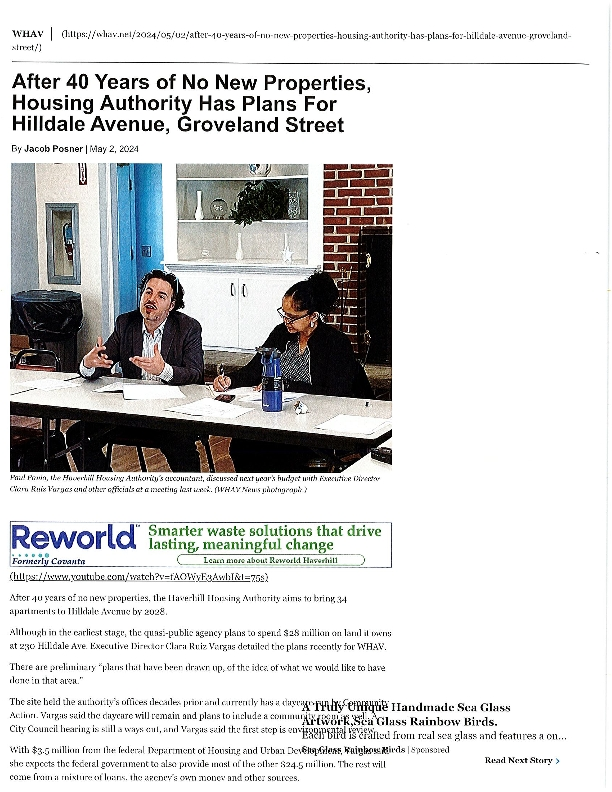 WHAV | (https://whav.net/2024/05/02/after-40-years-of-no-new-properties-housing-authority-has-plans-for-hilldale-avenue-groveland-
street/)
After 40 Years of No New Properties,
Housing Authority Has Plans For
Hilldale Avenue, Groveland Street
By Jacob Posner | May 2, 2024
Paul Pania, the Haverhill Housing Authority's accountant, discussed next year's budget with Executive Director
Clara Ruiz Vargas and other officials at a meeting last week. (WHAV News photograph.)
Reworld™ Smarter waste solutions that drive
lasting, meaningful change
Formerly Covanta Learn more about Reworld Haverhill
(https://www.youtube.com/watch?v=fAOWyE3AwbI&t=75s)
After 40 years of no new properties, the Haverhill Housing Authority aims to bring 34
apartments to Hilldale Avenue by 2028.
Although in the earliest stage, the quasi-public agency plans to spend $28 million on land it owns
at 230 Hilldale Ave. Executive Director Clara Ruiz Vargas detailed the plans recently for WHAV.
There are preliminary “plans that have been drawn up, of the idea of what we would like to have
done in that area.”
The site held the authority's offices decades prior and currently has a daycare run by Community
Action. Vargas said the daycare will remain and plans to include a community room as well. A
City Council hearing is still a ways out, and Vargas said the first step is environmental review.
With $3.5 million from the federal Department of Housing and Urban Development, Vargas said
she expects the federal government to also provide most of the other $24.5 million. The rest will
come from a mixture of loans, the agency's own money and other sources.
A Truly Unique Handmade Sea Glass
Artwork, Sea Glass Rainbow Birds.
Each bird is crafted from real sea glass and features a on...
Sea Glass Rainbow Birds | Sponsored
Read Next Story >